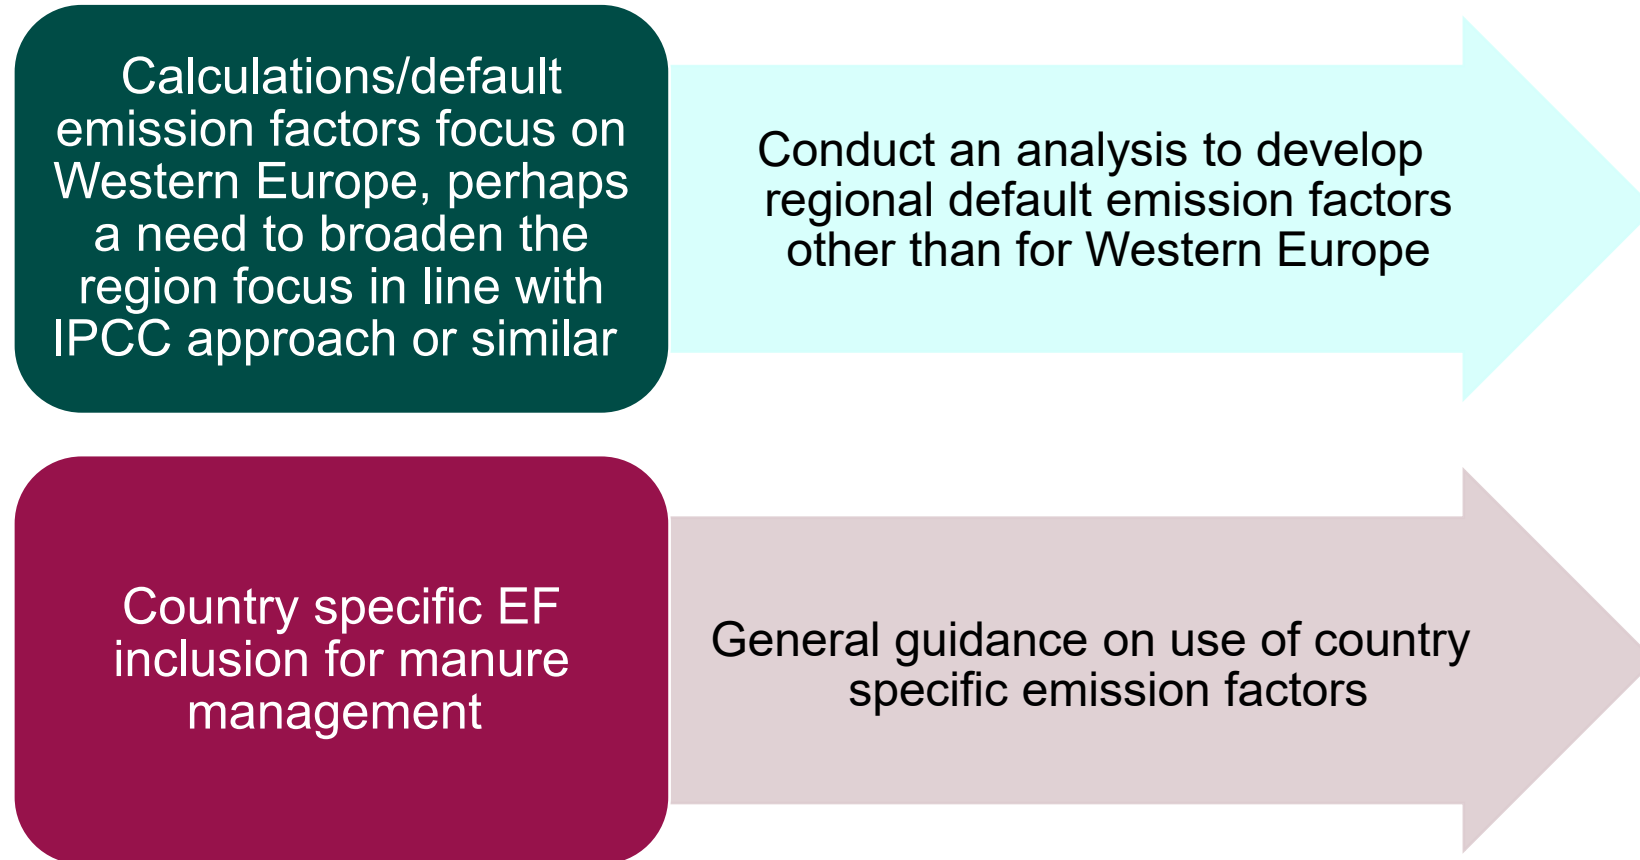 Calculations/default
emission factors focus on
Western Europe, perhaps
a need to broaden the
region focus in line with
IPCC approach or similar
Conduct an analysis to develop
regional default emission factors
other than for Western Europe
Country specific EF
inclusion for manure
management
General guidance on use of country
specific emission factors